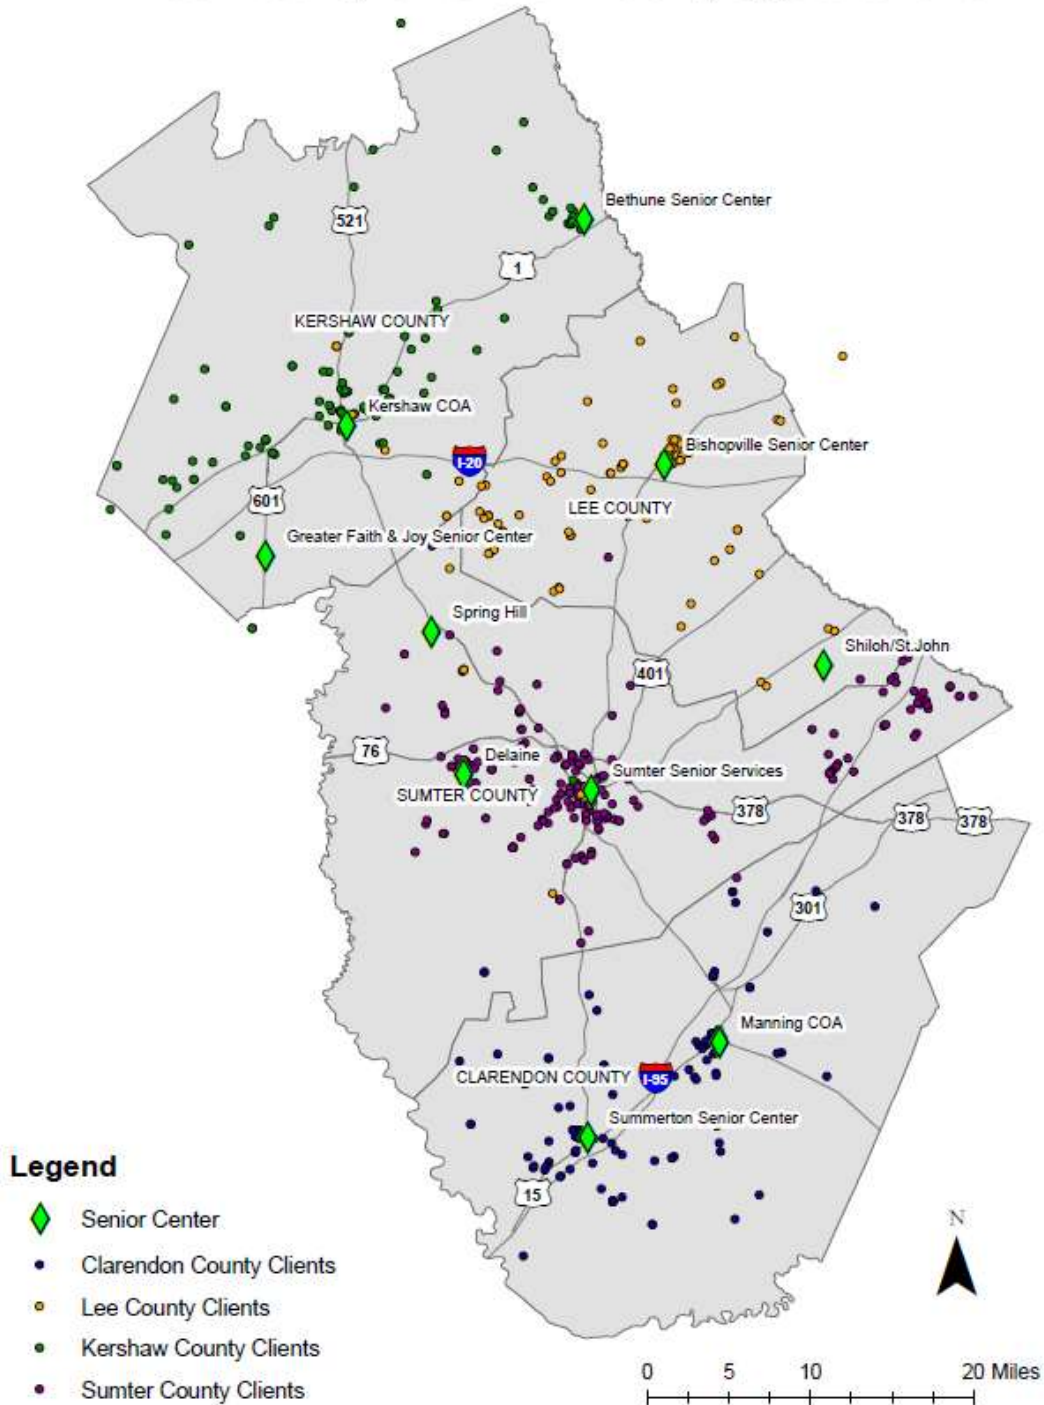 Bethune Senior Center
521
1
KERSHAW COUNTY
Kershaw COA
Bishopville Senior Center
I-20
601
LEE COUNTY
Greater Faith & Joy Senior Center
Spring Hill
Shiloh/St.John
401
76
Delaine
Sumter Senior Services
SUMTER COUNTY
378
378
378
301
Manning COA
CLARENDON COUNTY
I-95
Summerton Senior Center
15
Legend
Senior Center
Clarendon County Clients
Lee County Clients
Kershaw County Clients
Sumter County Clients
N
0 5 10 20 Miles